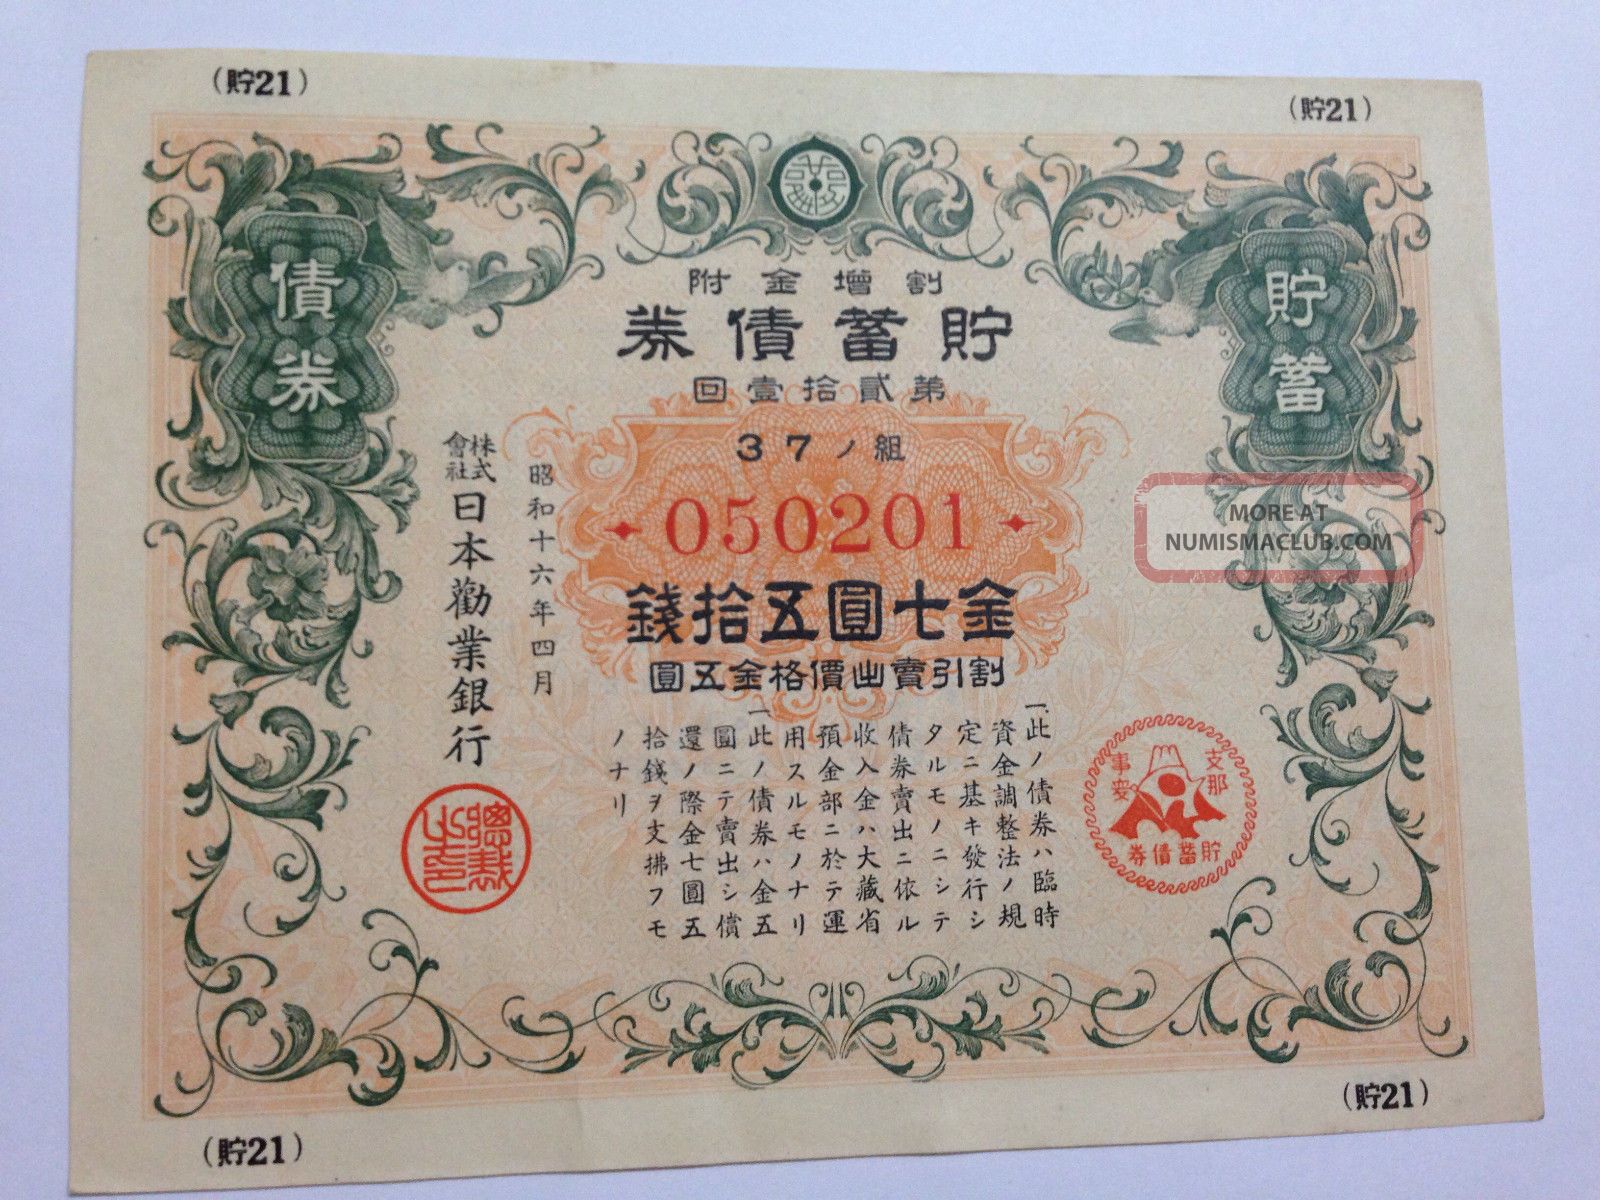 (貯21)
(貯21)
貯蓄
債券
割增金附
貯蓄債券
第貳拾壹回
37ノ組
050201
金七圓五拾錢
割引賣出價格金五圓
一、此ノ債券ハ臨時
資金調整法ノ規
定ニ基キ發行シ
タルモノニシテ
債券賣出ニ依ル
收入金ハ大藏省
預金部ニ於テ運
用スルモノナリ
一、此ノ債券ハ金五
圓ニテ賣出シ償
還ノ際金七圓五
拾錢ヲ支拂フモ
ノナリ
昭和十六年四月
株式會社日本勸業銀行
總裁之印
支那
事變
貯蓄債券
MORE AT
NUMISMACLUB.COM
(貯21)
(貯21)